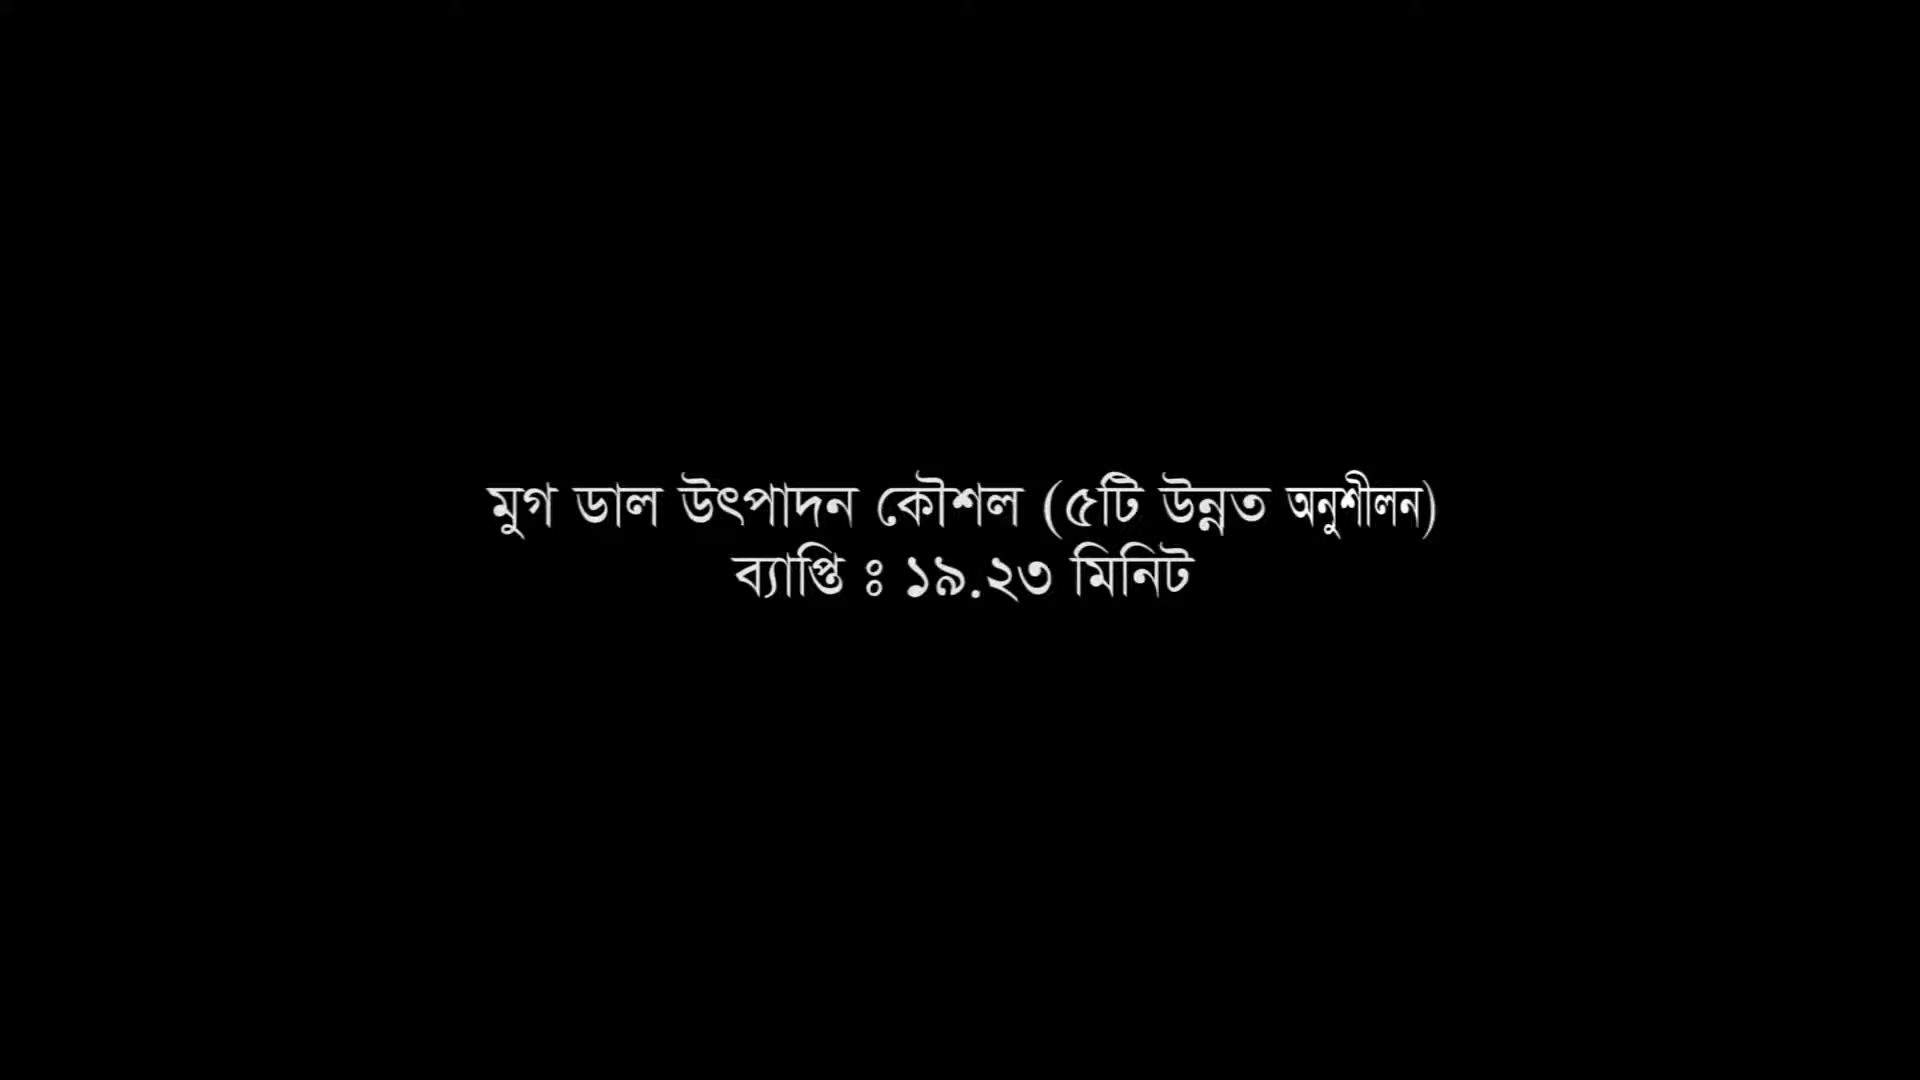 মুগ ডাল উৎপাদন কৌশল (৫টি উন্নত অনুশীলন)
ব্যাপ্তি ঃ ১৯.২৩ মিনিট